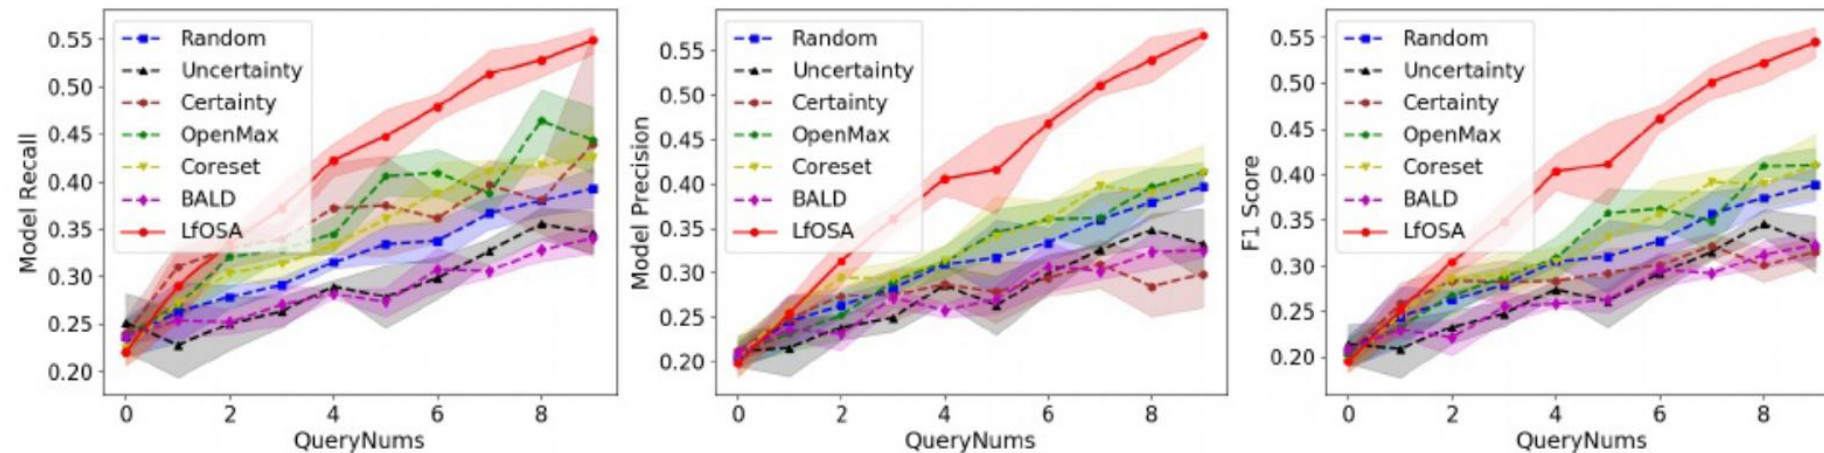 Model Recall
0.55
0.50
0.45
0.40
0.35
0.30
0.25
0.20
Random
Uncertainty
Certainty
OpenMax
Coreset
BALD
LfOSA
0 2 4 6 8
QueryNums
Model Precision
0.55
0.50
0.45
0.40
0.35
0.30
0.25
0.20
Random
Uncertainty
Certainty
OpenMax
Coreset
BALD
LfOSA
0 2 4 6 8
QueryNums
F1 Score
0.55
0.50
0.45
0.40
0.35
0.30
0.25
0.20
Random
Uncertainty
Certainty
OpenMax
Coreset
BALD
LfOSA
0 2 4 6 8
QueryNums